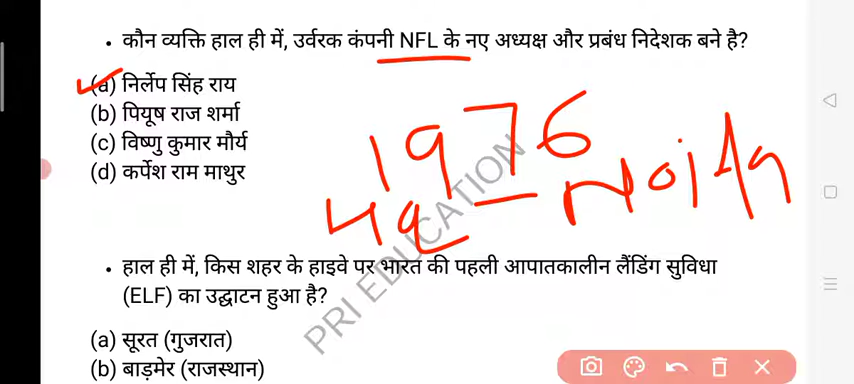 • कौन व्यक्ति हाल ही में, उर्वरक कंपनी NFL के नए अध्यक्ष और प्रबंध निदेशक बने है?
(a) निर्लेप सिंह राय
(b) पियूष राज शर्मा
(c) विष्णु कुमार मौर्य
(d) कर्पेश राम माथुर
1976
Noida
PRI EDUCATION
• हाल ही में, किस शहर के हाइवे पर भारत की पहली आपातकालीन लैंडिंग सुविधा
(ELF) का उद्घाटन हुआ है?
(a) सूरत (गुजरात)
(b) बाड़मेर (राजस्थान)